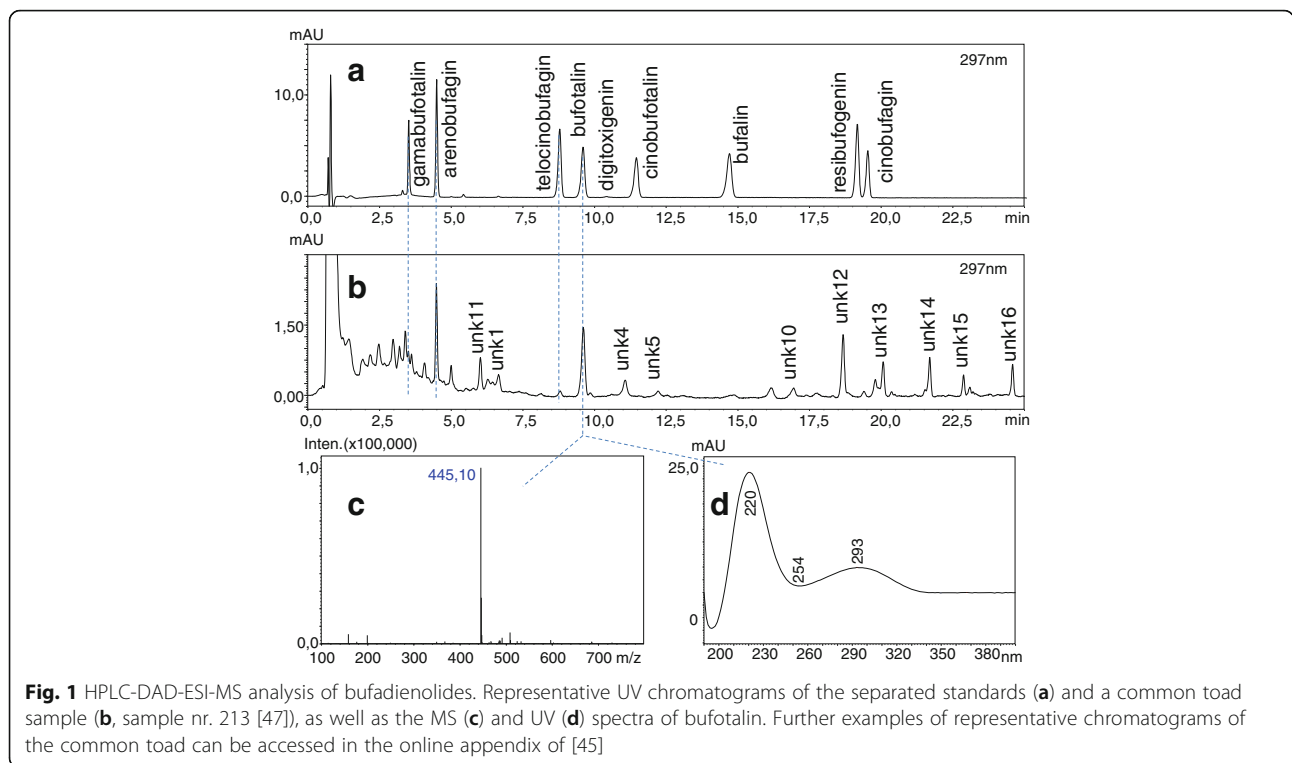 mAU
a
297nm
10,0
0,0
gamabufotalin
arenobufagin
telocinobufagin
bufotalin
digitoxigenin
cinobufotalin
bufalin
resibufogenin
cinobufagin
0,0 2,5 5,0 7,5 10,0 12,5 15,0 17,5 20,0 22,5 min
mAU
b
297nm
1,50
0,00
unk11
unk1
unk4
unk5
unk10
unk12
unk13
unk14
unk15
unk16
0,0 2,5 5,0 7,5 10,0 12,5 15,0 17,5 20,0 22,5 min
Inten.(x100,000)
1,0
445,10
c
0,0
100 200 300 400 500 600 700 m/z
mAU
25,0
d
220
254
293
0
200 230 260 290 320 350 380 nm
Fig. 1 HPLC-DAD-ESI-MS analysis of bufadienolides. Representative UV chromatograms of the separated standards (a) and a common toad
sample (b, sample nr. 213 [47]), as well as the MS (c) and UV (d) spectra of bufotalin. Further examples of representative chromatograms of
the common toad can be accessed in the online appendix of [45]